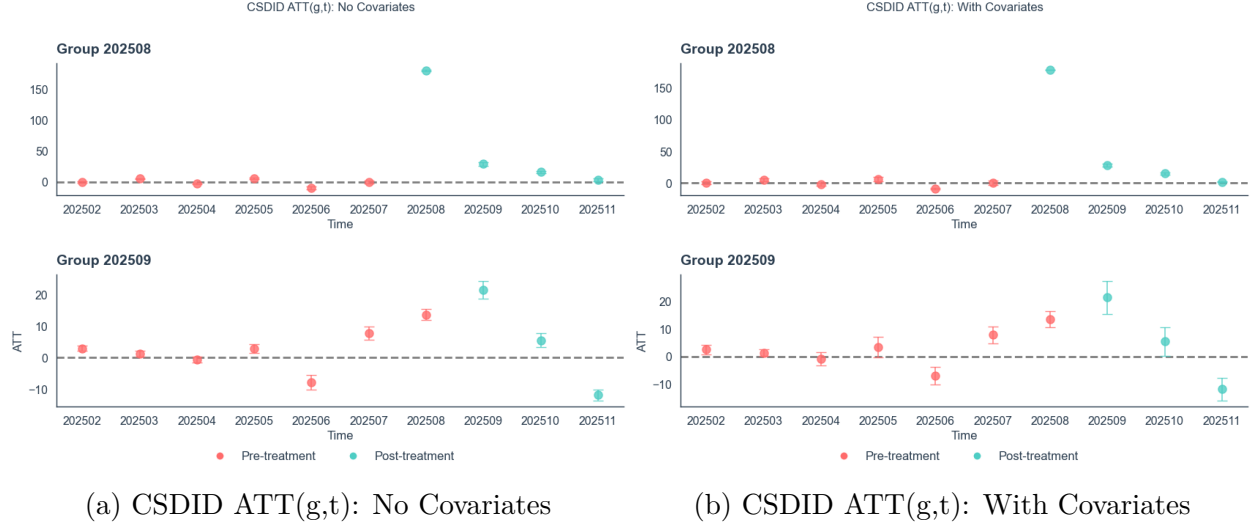 CSDID ATT(g,t): No Covariates
Group 202508
150
100
50
0
202502 202503 202504 202505 202506 202507 202508 202509 202510 202511
Time
Group 202509
20
10
0
−10
ATT
202502 202503 202504 202505 202506 202507 202508 202509 202510 202511
Time
Pre-treatment Post-treatment
(a) CSDID ATT(g,t): No Covariates
CSDID ATT(g,t): With Covariates
Group 202508
150
100
50
0
202502 202503 202504 202505 202506 202507 202508 202509 202510 202511
Time
Group 202509
20
10
0
−10
ATT
202502 202503 202504 202505 202506 202507 202508 202509 202510 202511
Time
Pre-treatment Post-treatment
(b) CSDID ATT(g,t): With Covariates